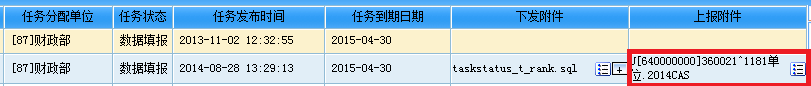 任务分配单位 任务状态 任务发布时间 任务到期日期 下发附件 上报附件
[87]财政部 数据填报 2013-11-02 12:32:55 2015-04-30
[87]财政部 数据填报 2014-08-28 13:29:13 2015-04-30 taskstatus_t_rank.sql [640000000]360021^1181单
位.2014CAS